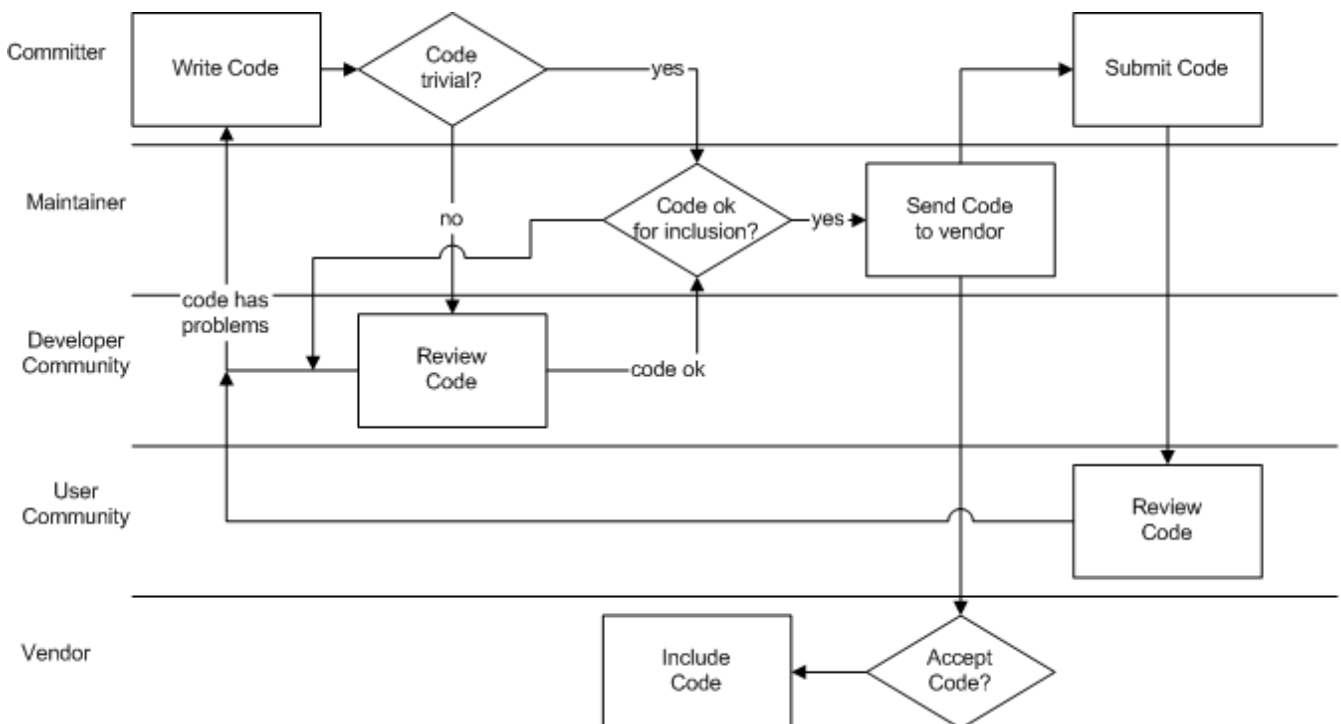 Committer
Write Code
Code
trivial?
yes
Submit Code
Maintainer
no
Code ok
for inclusion?
yes
Send Code
to vendor
code has
problems
Developer
Community
Review
Code
code ok
User
Community
Review
Code
Vendor
Include
Code
Accept
Code?